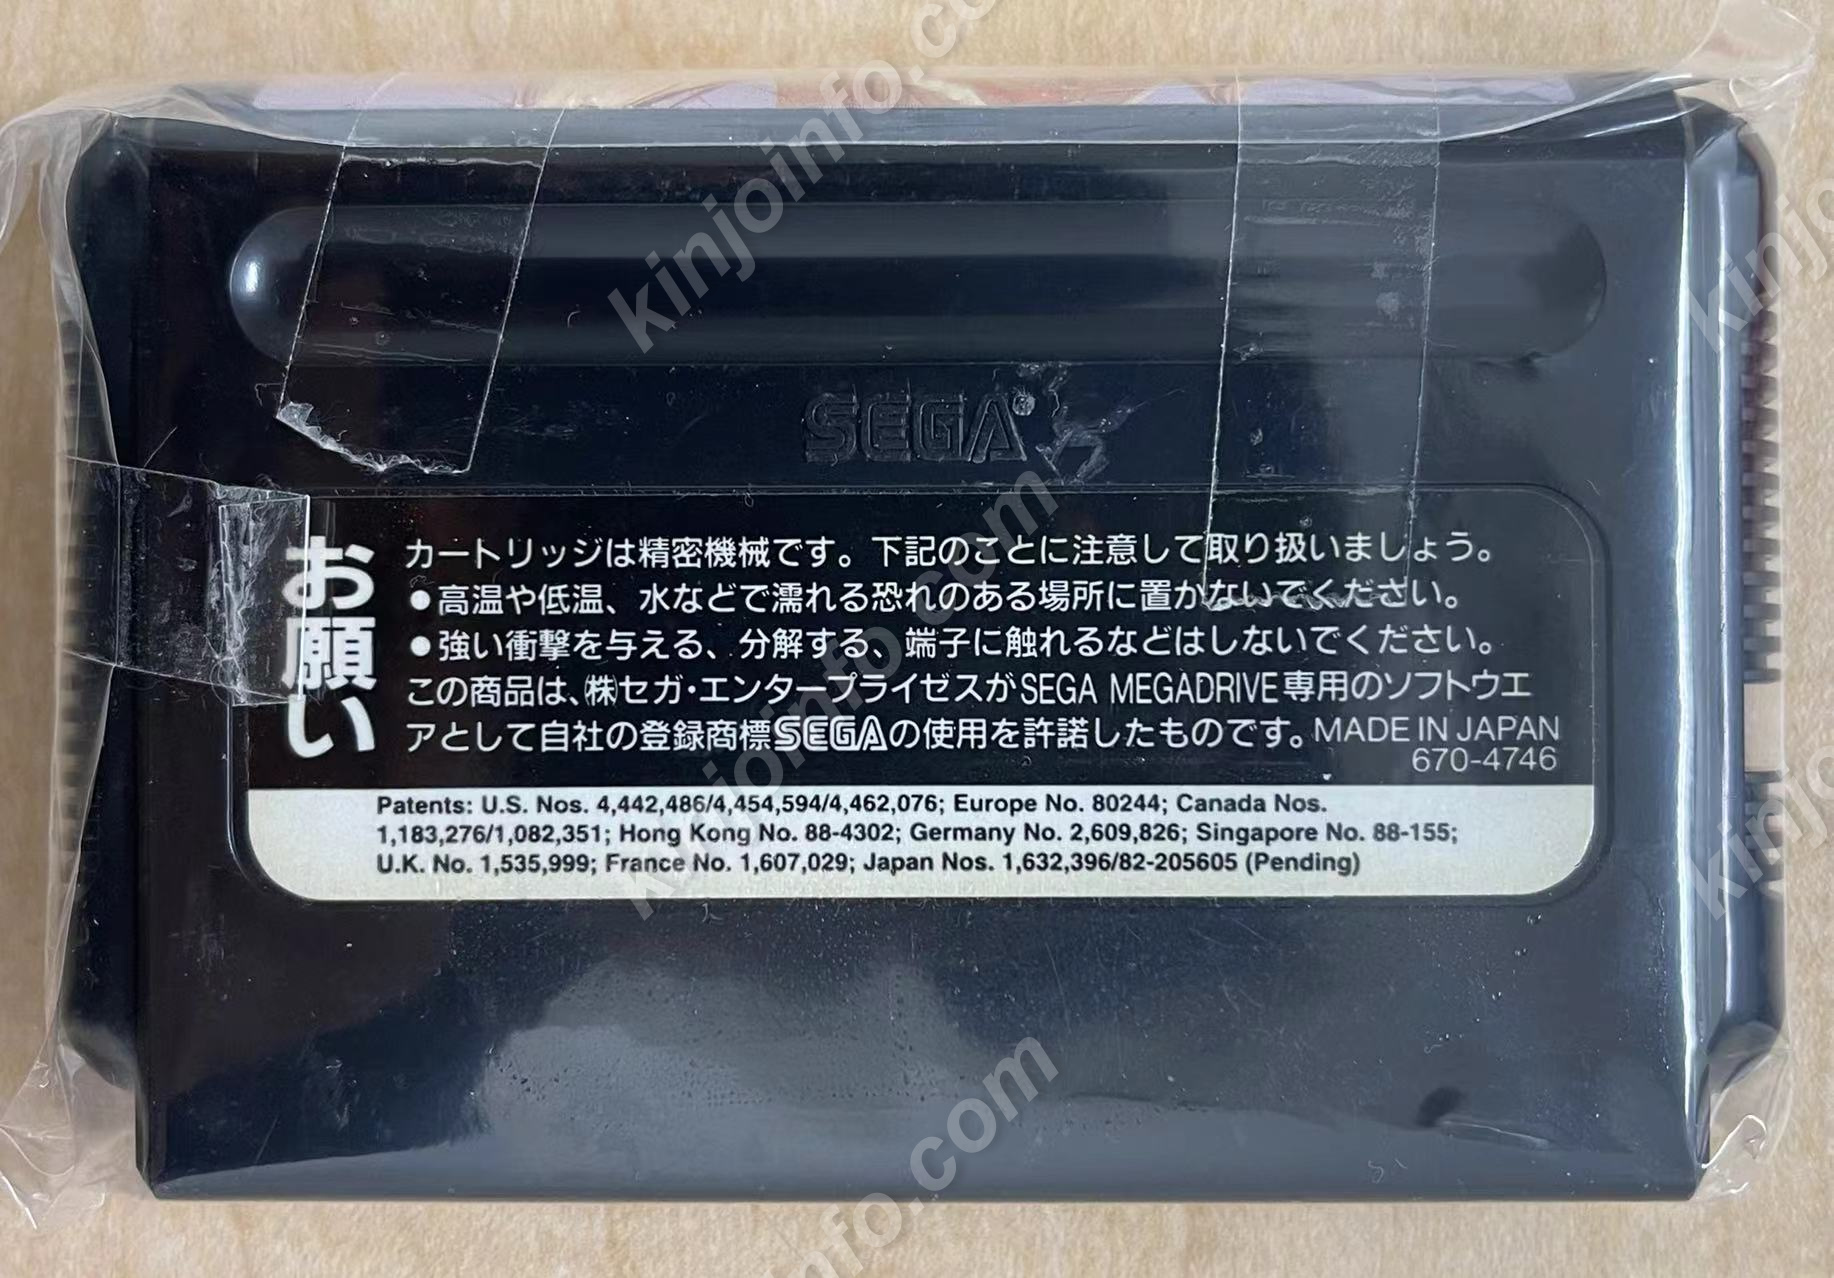 SEGA®
お願い
カートリッジは精密機械です。下記のことに注意して取り扱いましょう。
●高温や低温、水などで濡れる恐れのある場所に置かないでください。
●強い衝撃を与える、分解する、端子に触れるなどはしないでください。
この商品は、㈱セガ・エンタープライゼスがSEGA MEGADRIVE専用のソフトウエ
アとして自社の登録商標SEGAの使用を許諾したものです。MADE IN JAPAN
670-4746
Patents: U.S. Nos. 4,442,486/4,454,594/4,462,076; Europe No. 80244; Canada Nos.
1,183,276/1,082,351; Hong Kong No. 88-4302; Germany No. 2,609,826; Singapore No. 88-155;
U.K. No. 1,535,999; France No. 1,607,029; Japan Nos. 1,632,396/82-205605 (Pending)
kinjoinfo.com
kinjoinfo.com
kinjoinfo.com